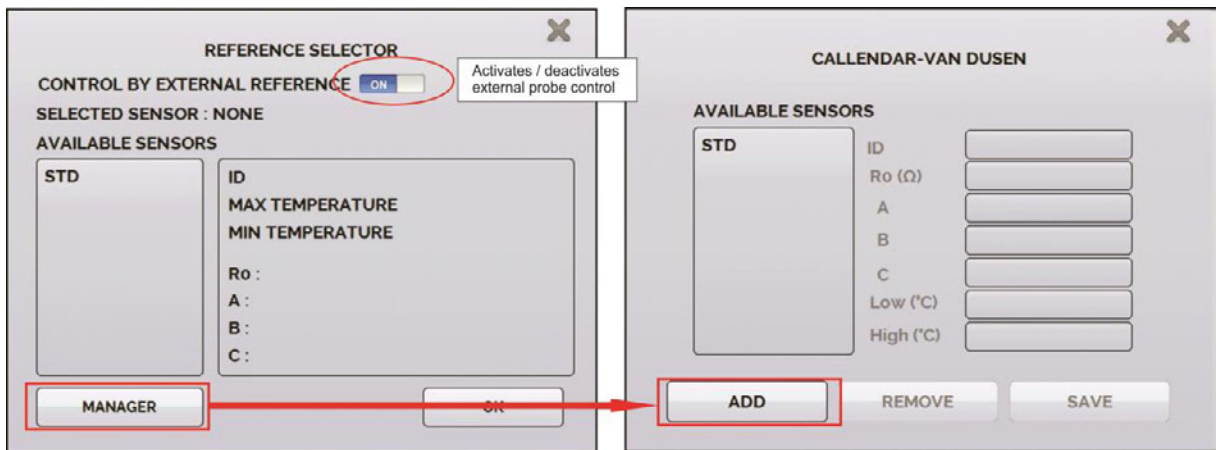 REFERENCE SELECTOR
CONTROL BY EXTERNAL REFERENCE ON
Activates / deactivates
external probe control
SELECTED SENSOR : NONE
AVAILABLE SENSORS
STD
ID
MAX TEMPERATURE
MIN TEMPERATURE
Ro :
A :
B :
C :
MANAGER
OK
CALLENDAR-VAN DUSEN
AVAILABLE SENSORS
STD
ID
Ro (Ω)
A
B
C
Low (°C)
High (°C)
ADD
REMOVE
SAVE